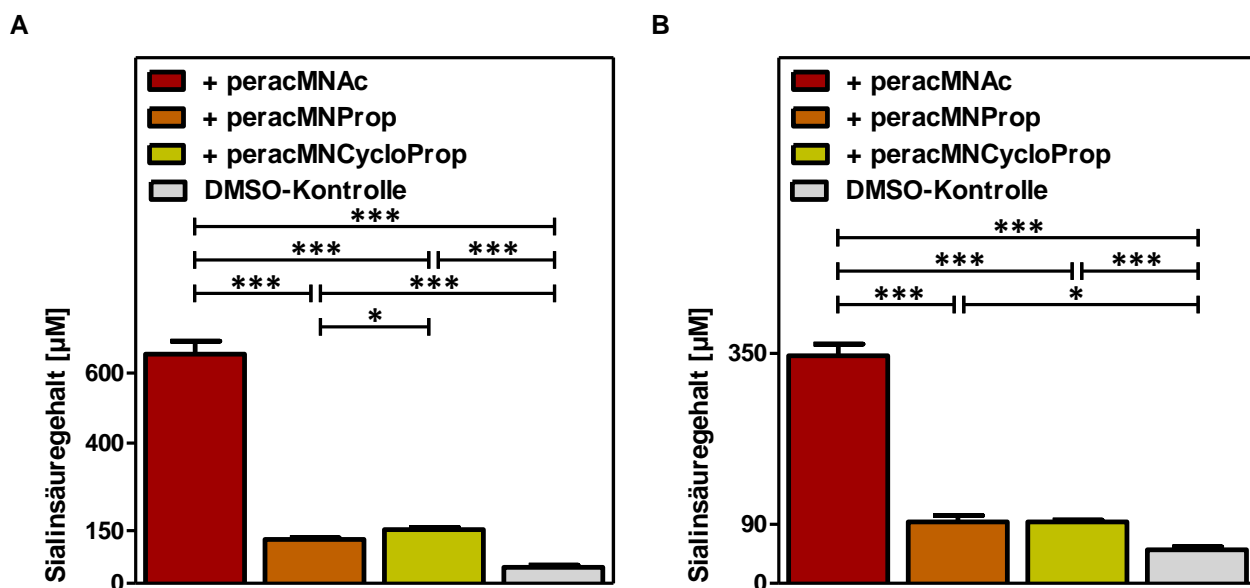 A
+ peracMNAc
+ peracMNProp
+ peracMNCycloProp
DMSO-Kontrolle
***
*** ***
*** ***
*
Sialinsäuregehalt [µM]
600
400
150
0
B
+ peracMNAc
+ peracMNProp
+ peracMNCycloProp
DMSO-Kontrolle
***
*** ***
*** *
Sialinsäuregehalt [µM]
350
90
0